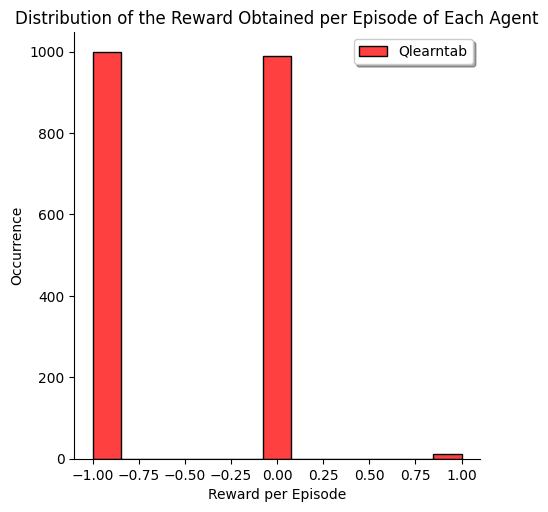 Distribution of the Reward Obtained per Episode of Each Agent
Qlearntab
1000
800
600
400
200
0
Occurrence
−1.00 −0.75 −0.50 −0.25 0.00 0.25 0.50 0.75 1.00
Reward per Episode